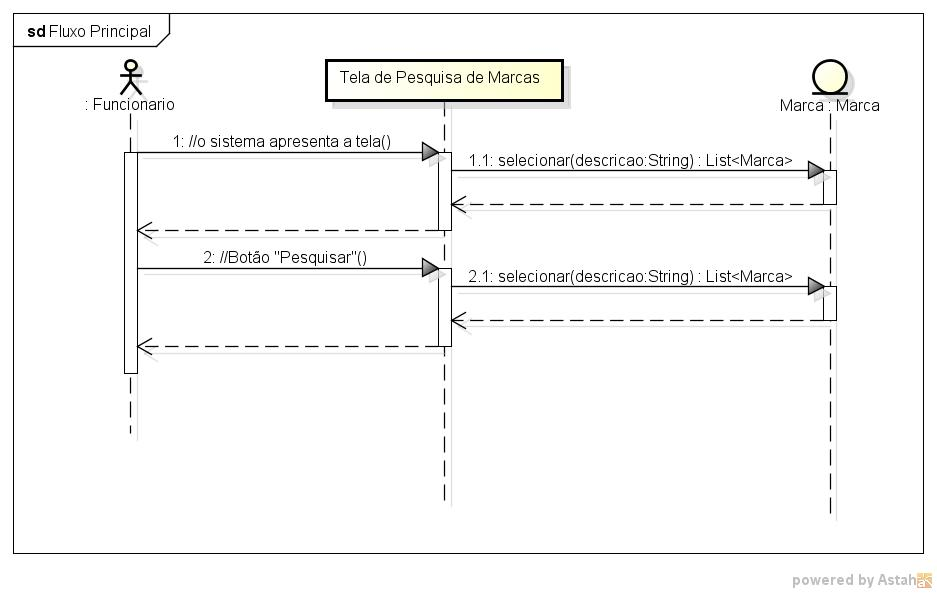 sd Fluxo Principal
Tela de Pesquisa de Marcas
: Funcionario
Marca : Marca
1: //o sistema apresenta a tela()
1.1: selecionar(descricao:String) : List<Marca>
2: //Botão "Pesquisar"()
2.1: selecionar(descricao:String) : List<Marca>
powered by Astah